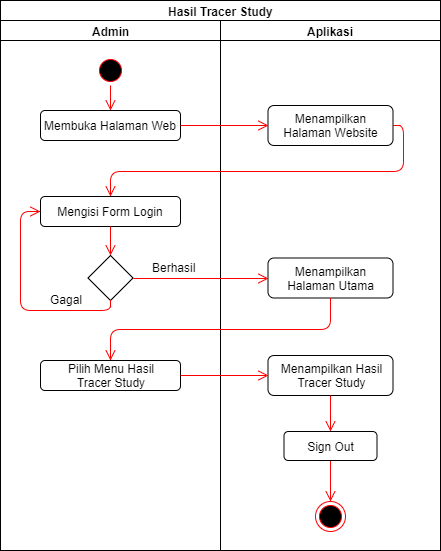 Hasil Tracer Study
Admin
Aplikasi
Membuka Halaman Web
Menampilkan
Halaman Website
Mengisi Form Login
Berhasil
Menampilkan
Halaman Utama
Gagal
Pilih Menu Hasil
Tracer Study
Menampilkan Hasil
Tracer Study
Sign Out